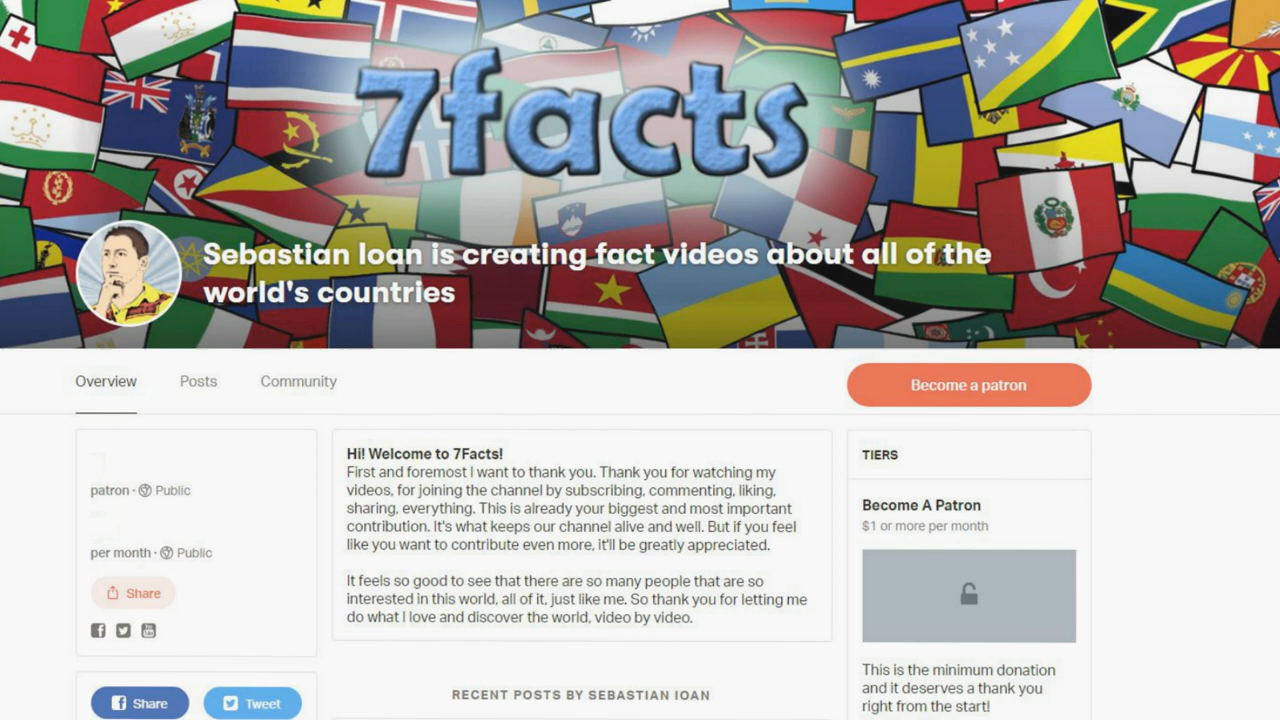 7facts
Sebastian Ioan is creating fact videos about all of the
world's countries
Overview
Posts
Community
Become a patron
patron · Public
per month · Public
Share
Share
Tweet
Hi! Welcome to 7Facts!
First and foremost I want to thank you. Thank you for watching my
videos, for joining the channel by subscribing, commenting, liking,
sharing, everything. This is already your biggest and most important
contribution. It's what keeps our channel alive and well. But if you feel
like you want to contribute even more, it'll be greatly appreciated.
It feels so good to see that there are so many people that are so
interested in this world, all of it, just like me. So thank you for letting me
do what I love and discover the world, video by video.
RECENT POSTS BY SEBASTIAN IOAN
TIERS
Become A Patron
$1 or more per month
This is the minimum donation
and it deserves a thank you
right from the start!